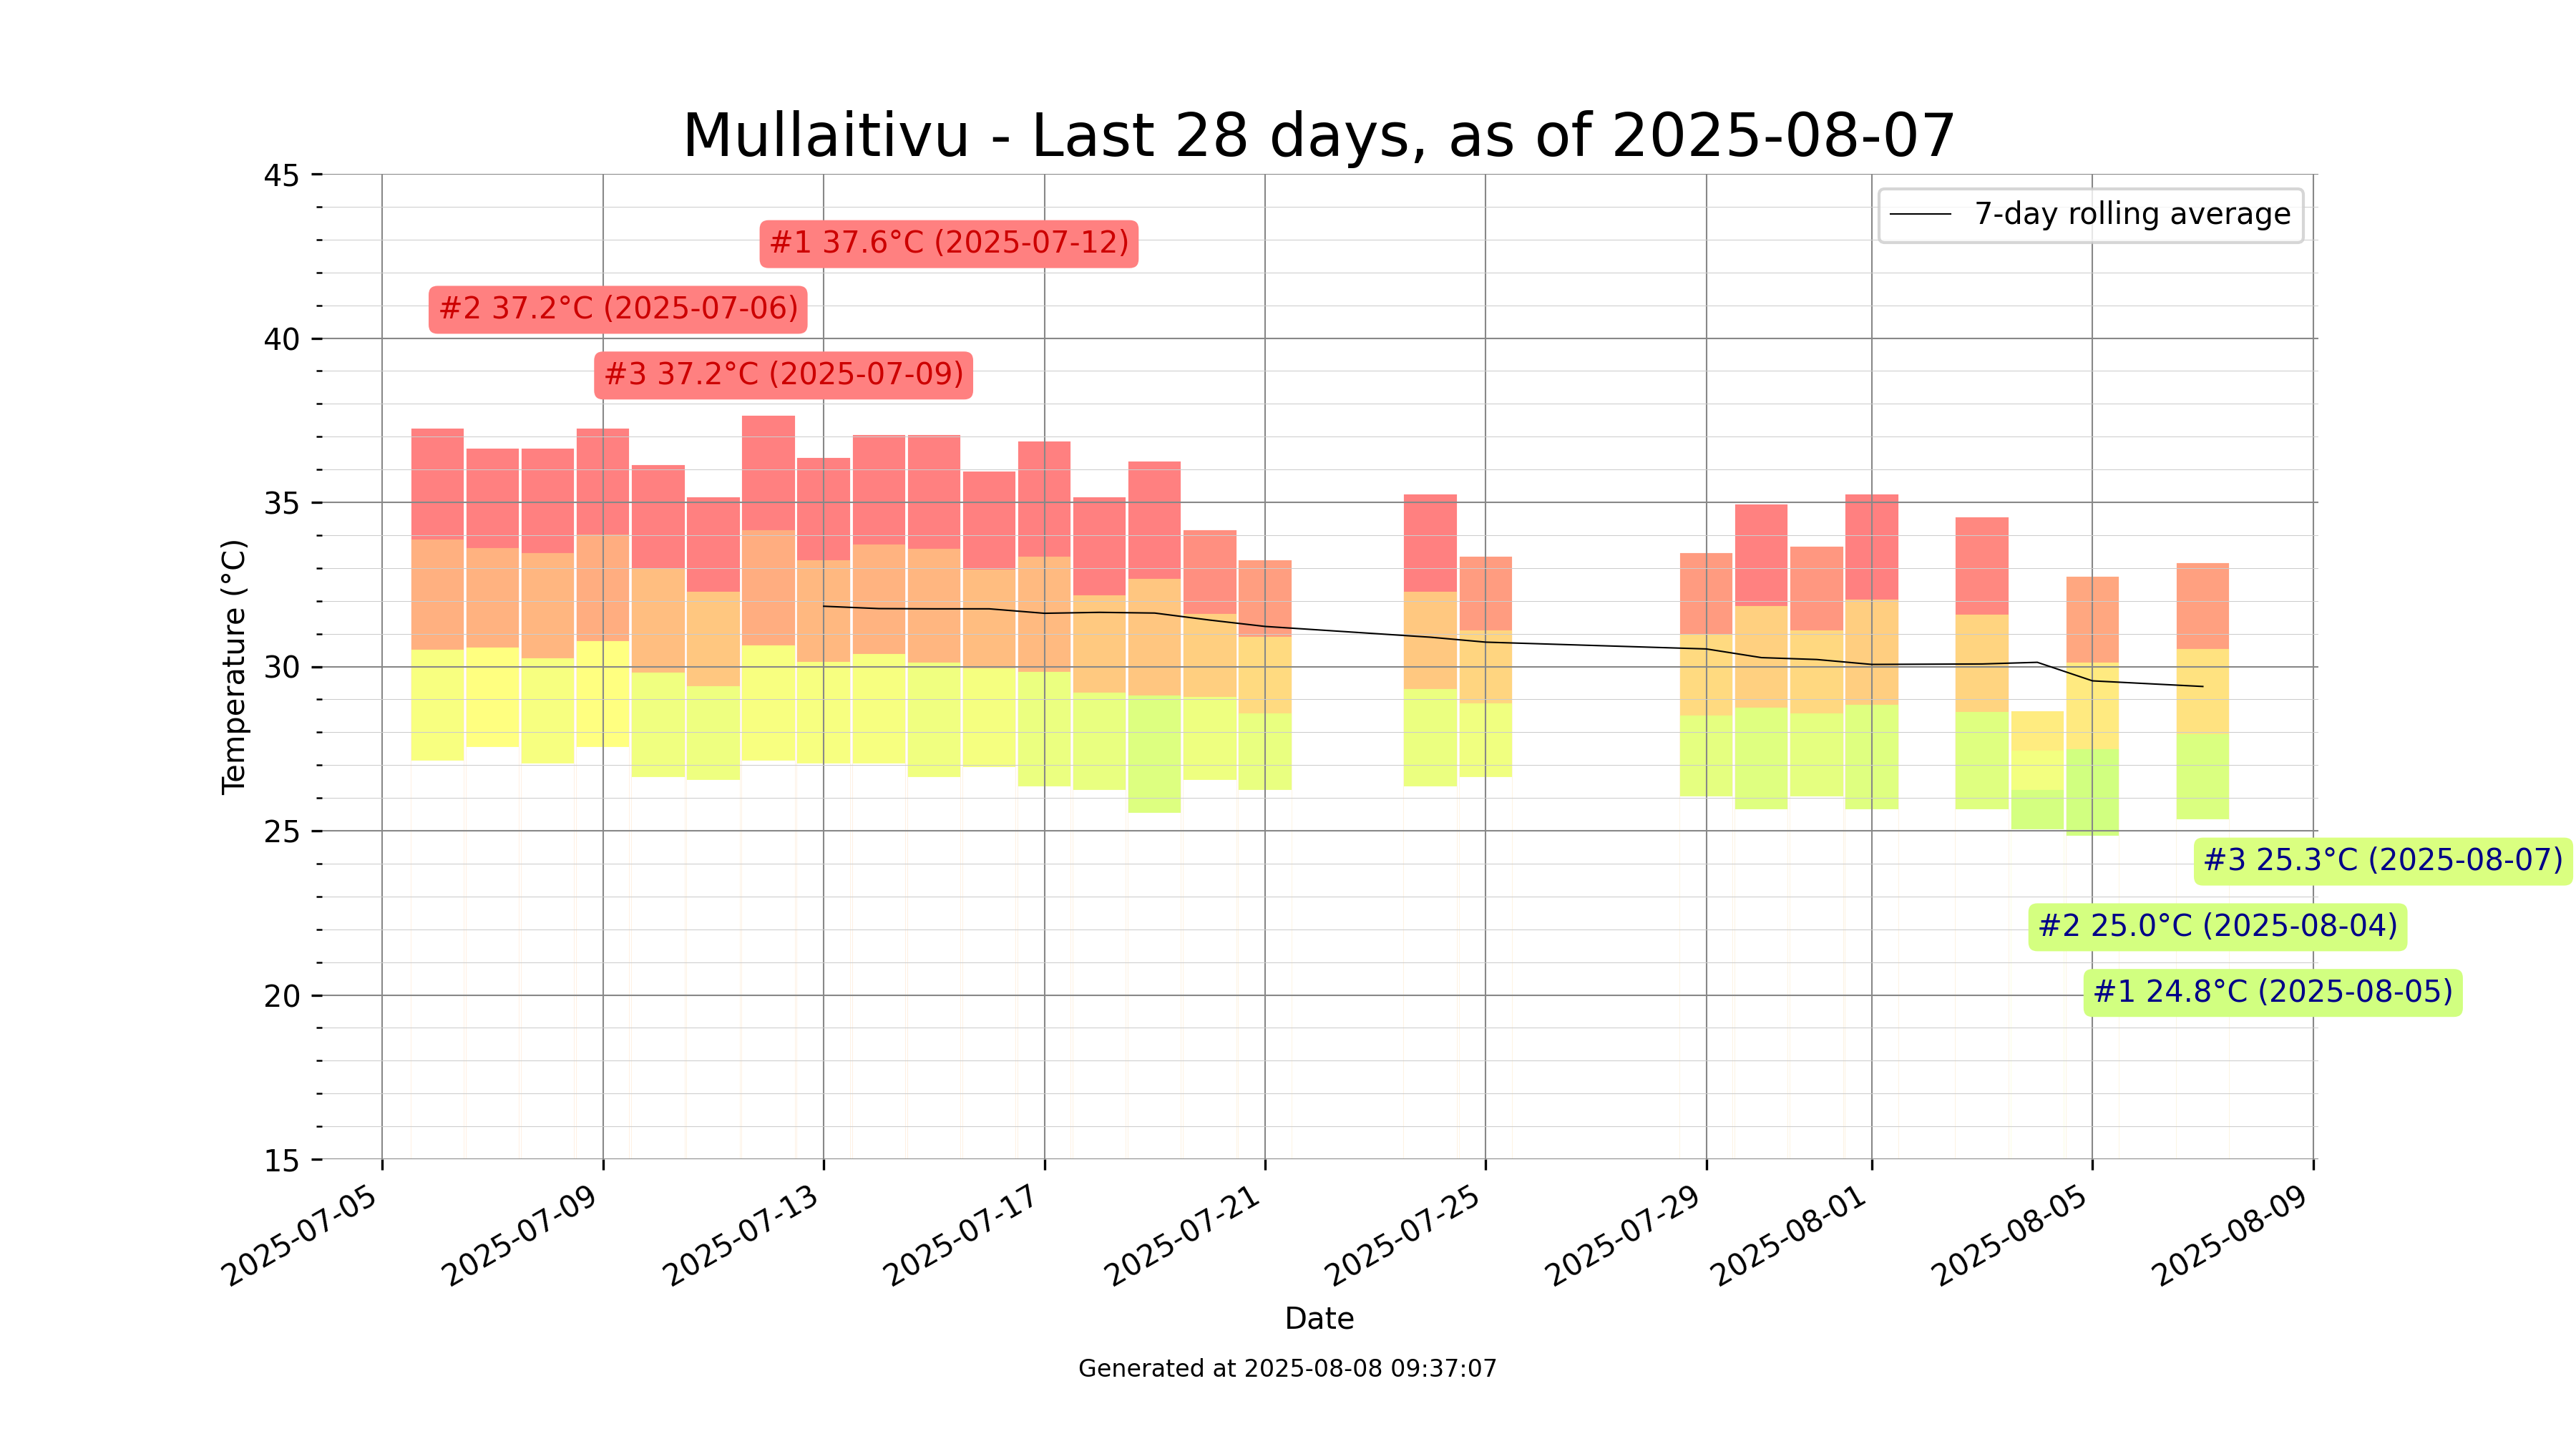 Mullaitivu - Last 28 days, as of 2025-08-07
7-day rolling average
#1 37.6°C (2025-07-12)
#2 37.2°C (2025-07-06)
#3 37.2°C (2025-07-09)
#3 25.3°C (2025-08-07)
#2 25.0°C (2025-08-04)
#1 24.8°C (2025-08-05)
Temperature (°C)
45
40
35
30
25
20
15
2025-07-05
2025-07-09
2025-07-13
2025-07-17
2025-07-21
2025-07-25
2025-07-29
2025-08-01
2025-08-05
2025-08-09
Date
Generated at 2025-08-08 09:37:07